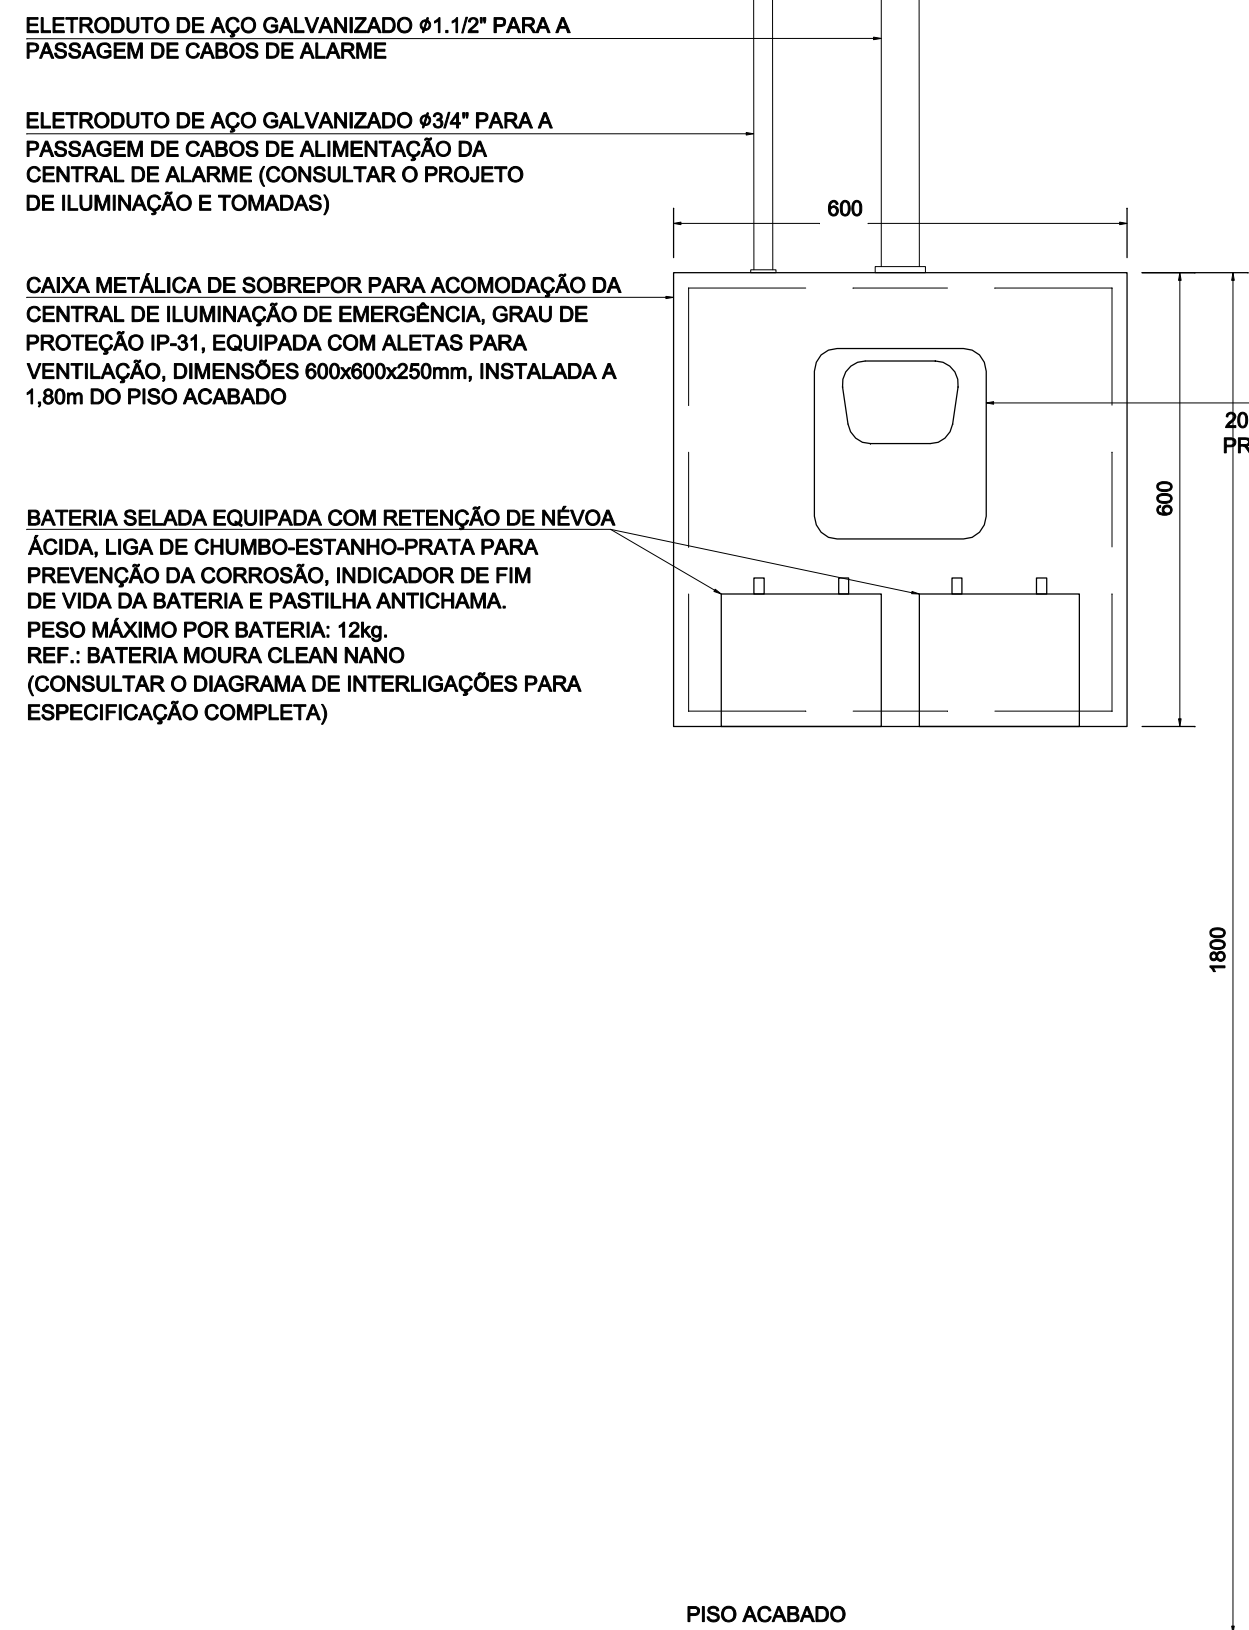 ELETRODUTO DE AÇO GALVANIZADO ø1.1/2" PARA A
PASSAGEM DE CABOS DE ALARME
ELETRODUTO DE AÇO GALVANIZADO ø3/4" PARA A
PASSAGEM DE CABOS DE ALIMENTAÇÃO DA
CENTRAL DE ALARME (CONSULTAR O PROJETO
DE ILUMINAÇÃO E TOMADAS)
600
CAIXA METÁLICA DE SOBREPOR PARA ACOMODAÇÃO DA
CENTRAL DE ILUMINAÇÃO DE EMERGÊNCIA, GRAU DE
PROTEÇÃO IP-31, EQUIPADA COM ALETAS PARA
VENTILAÇÃO, DIMENSÕES 600x600x250mm, INSTALADA A
1,80m DO PISO ACABADO
20
PR
600
BATERIA SELADA EQUIPADA COM RETENÇÃO DE NÉVOA
ÁCIDA, LIGA DE CHUMBO-ESTANHO-PRATA PARA
PREVENÇÃO DA CORROSÃO, INDICADOR DE FIM
DE VIDA DA BATERIA E PASTILHA ANTICHAMA.
PESO MÁXIMO POR BATERIA: 12kg.
REF.: BATERIA MOURA CLEAN NANO
(CONSULTAR O DIAGRAMA DE INTERLIGAÇÕES PARA
ESPECIFICAÇÃO COMPLETA)
1800
PISO ACABADO